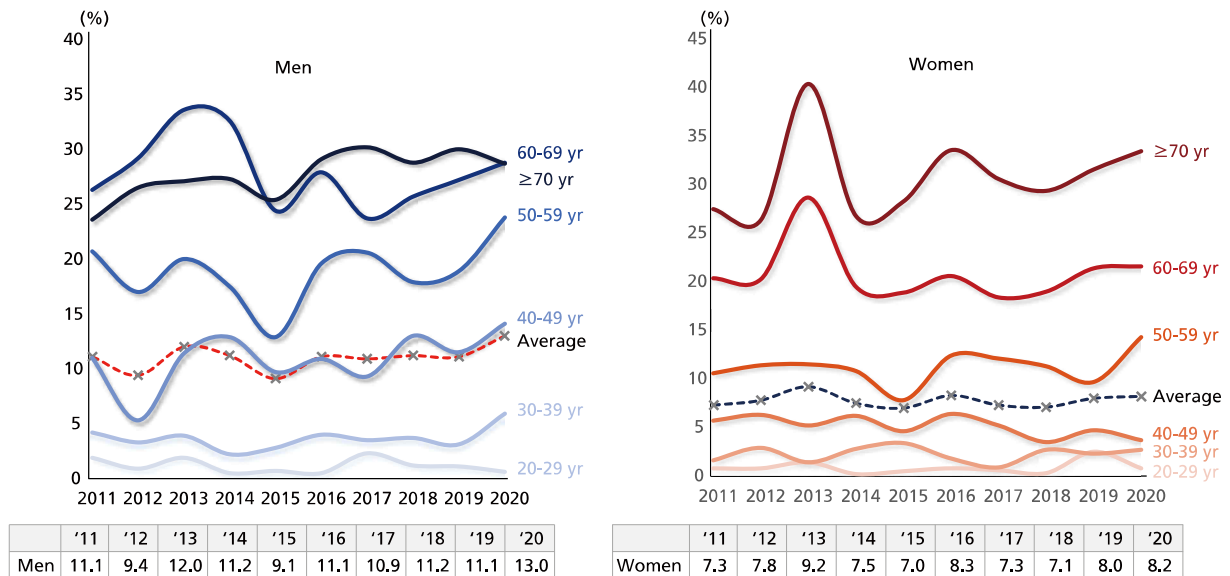 (%)
40
35
30
25
20
15
10
5
0
Men
60-69 yr
≥70 yr
50-59 yr
40-49 yr
Average
30-39 yr
20-29 yr
2011 2012 2013 2014 2015 2016 2017 2018 2019 2020
‘11 ‘12 ‘13 ‘14 ‘15 ‘16 ‘17 ‘18 ‘19 ‘20
Men 11.1 9.4 12.0 11.2 9.1 11.1 10.9 11.2 11.1 13.0
(%)
45
40
35
30
25
20
15
10
5
0
Women
≥70 yr
60-69 yr
50-59 yr
Average
40-49 yr
30-39 yr
20-29 yr
2011 2012 2013 2014 2015 2016 2017 2018 2019 2020
‘11 ‘12 ‘13 ‘14 ‘15 ‘16 ‘17 ‘18 ‘19 ‘20
Women 7.3 7.8 9.2 7.5 7.0 8.3 7.3 7.1 8.0 8.2